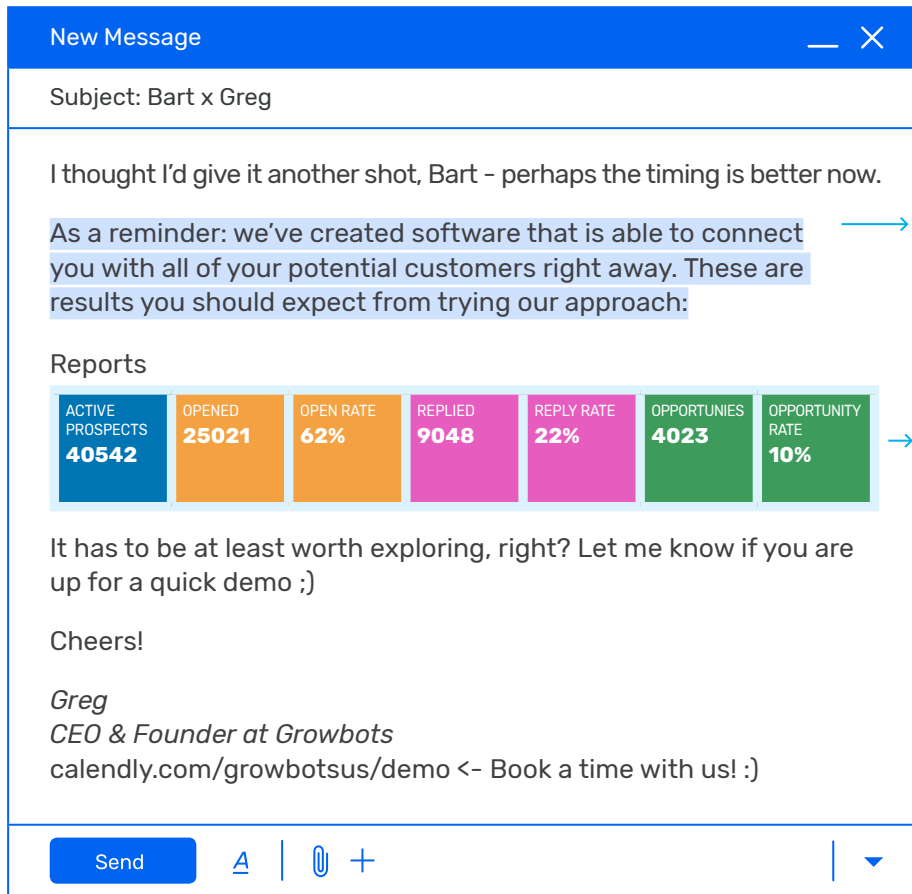 New Message
Subject: Bart x Greg
I thought I’d give it another shot, Bart - perhaps the timing is better now.
As a reminder: we’ve created software that is able to connect
you with all of your potential customers right away. These are
results you should expect from trying our approach:
Reports
ACTIVE
PROSPECTS
40542
OPENED
25021
OPEN RATE
62%
REPLIED
9048
REPLY RATE
22%
OPPORTUNIES
4023
OPPORTUNITY
RATE
10%
It has to be at least worth exploring, right? Let me know if you are
up for a quick demo ;)
Cheers!
Greg
CEO & Founder at Growbots
calendly.com/growbotsus/demo <- Book a time with us! :)
Send
A